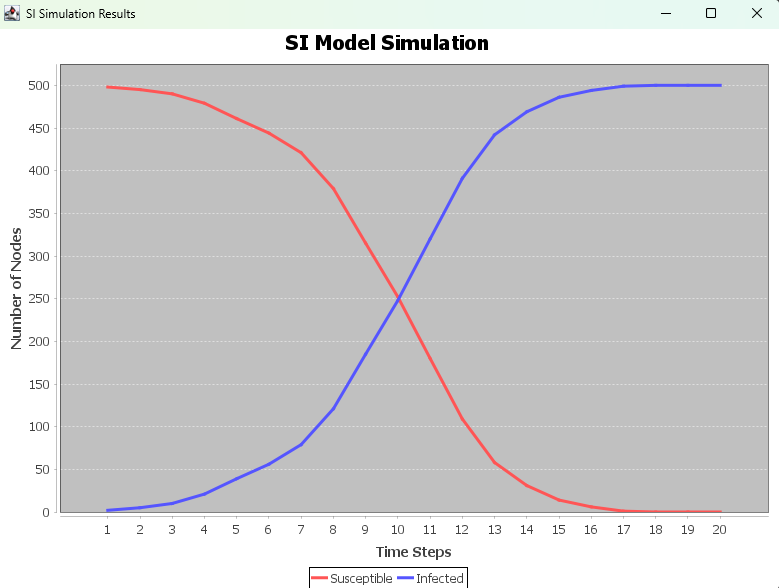 SI Simulation Results
SI Model Simulation
Number of Nodes
500
450
400
350
300
250
200
150
100
50
0
1 2 3 4 5 6 7 8 9 10 11 12 13 14 15 16 17 18 19 20
Time Steps
Susceptible Infected